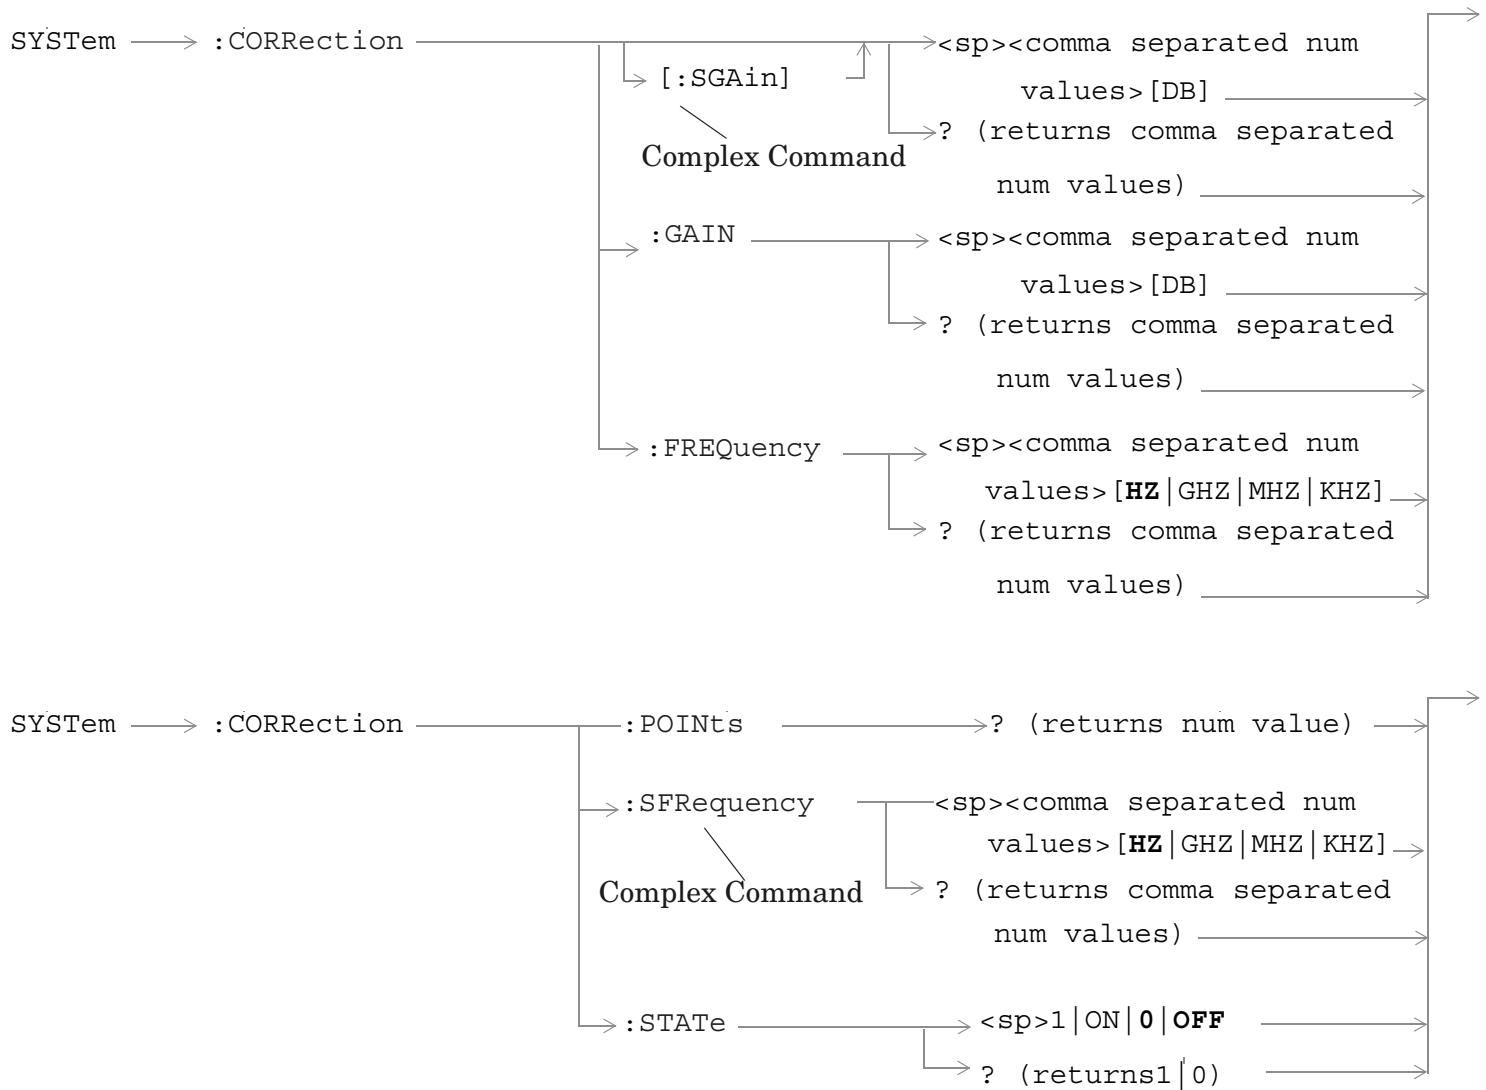 SYSTem :CORRection <sp><comma separated num
[:SGAin] values>[DB]
? (returns comma separated
Complex Command
num values)
:GAIN <sp><comma separated num
values>[DB]
? (returns comma separated
num values)
:FREQuency <sp><comma separated num
values>[HZ|GHZ|MHZ|KHZ]
? (returns comma separated
num values)
SYSTem :CORRection :POINts ? (returns num value)
:SFRequency <sp><comma separated num
values>[HZ|GHZ|MHZ|KHZ]
Complex Command ? (returns comma separated
num values)
:STATe <sp>1|ON|0|OFF
? (returns1|0)